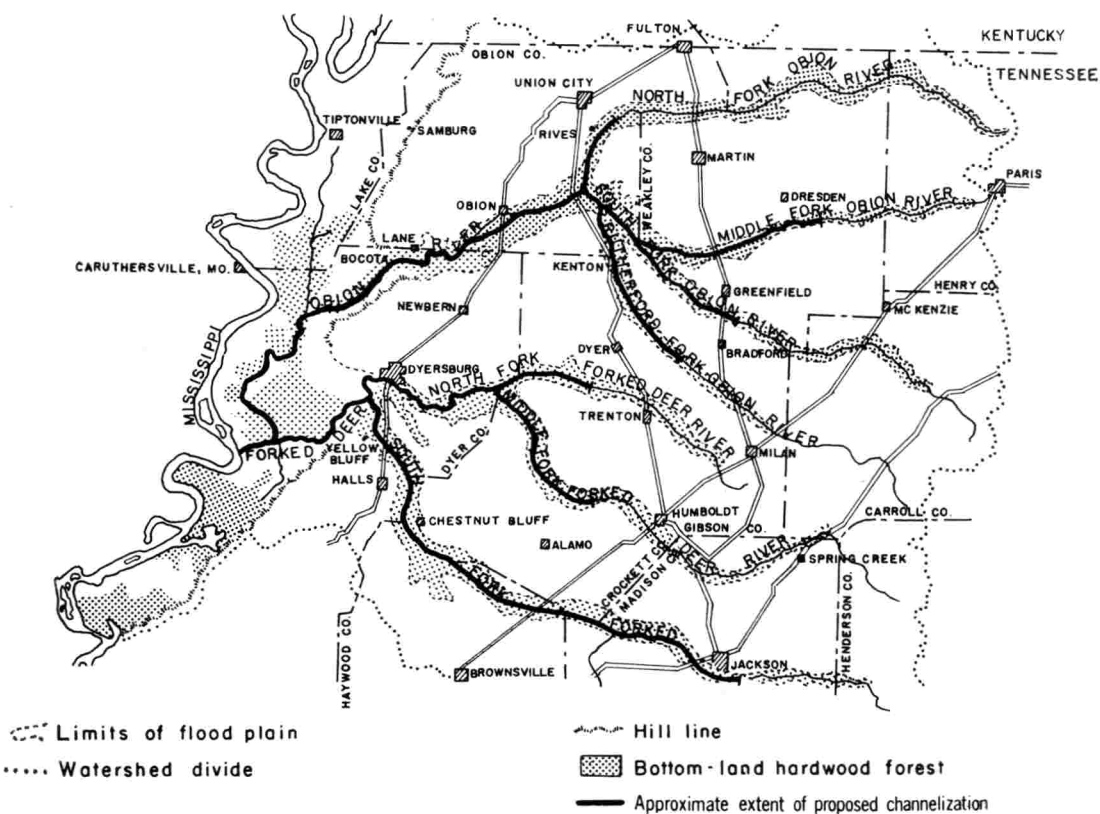 FULTON
KENTUCKY
OBION CO.
TENNESSEE
UNION CITY
NORTH FORK OBION RIVER
TIPTONVILLE
SAMBURG
RIVES
MARTIN
WEAKLEY CO.
LAKE CO.
PARIS
DRESDEN
OBION
SOUTH FORK OBION RIVER
MIDDLE FORK OBION RIVER
LANE
BOCOTA
OBION RIVER
CARUTHERSVILLE, MO.
KENTON
RUTHERFORD FORK OBION RIVER
GREENFIELD
HENRY CO.
NEWBERN
MC KENZIE
MISSISSIPPI
DYER
BRADFORD
DYERSBURG
NORTH FORK FORKED DEER RIVER
TRENTON
DYER CO.
MIDDLE FORK FORKED DEER RIVER
FORKED DEER
YELLOW BLUFF
MILAN
HALLS
SOUTH FORK FORKED
CHESTNUT BLUFF
HUMBOLDT
GIBSON CO.
CARROLL CO.
ALAMO
CROCKETT CO.
MADISON CO.
SPRING CREEK
HENDERSON CO.
HAYWOOD CO.
BROWNSVILLE
JACKSON
Limits of flood plain
Watershed divide
Hill line
Bottom-land hardwood forest
Approximate extent of proposed channelization